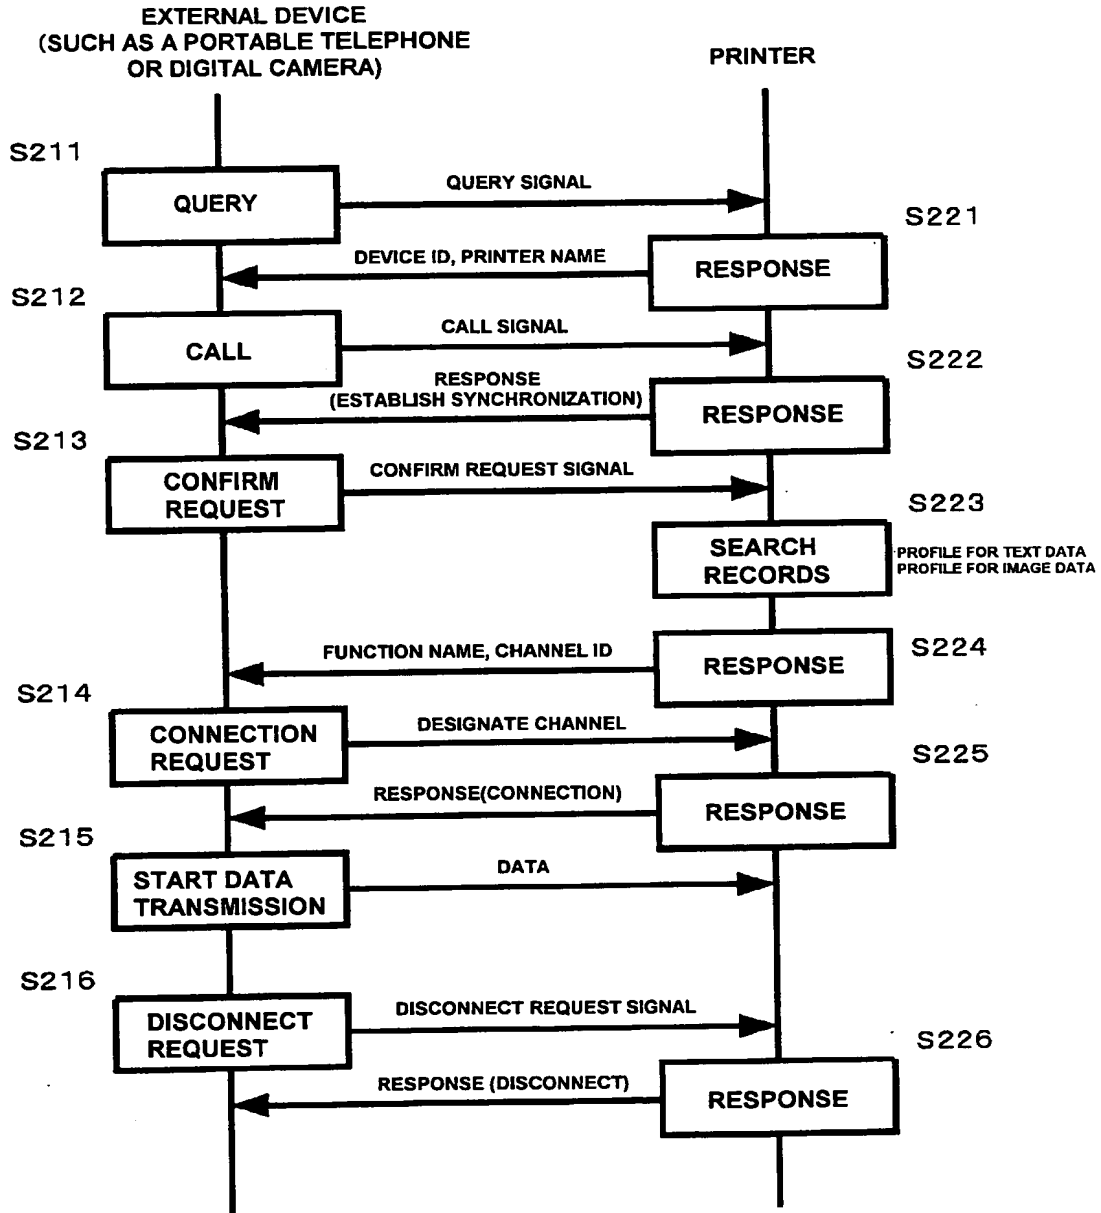 EXTERNAL DEVICE
(SUCH AS A PORTABLE TELEPHONE
OR DIGITAL CAMERA)
PRINTER
S211
QUERY
QUERY SIGNAL
S221
DEVICE ID, PRINTER NAME
RESPONSE
S212
CALL
CALL SIGNAL
S222
RESPONSE
(ESTABLISH SYNCHRONIZATION)
RESPONSE
S213
CONFIRM
REQUEST
CONFIRM REQUEST SIGNAL
S223
SEARCH
RECORDS
PROFILE FOR TEXT DATA
PROFILE FOR IMAGE DATA
FUNCTION NAME, CHANNEL ID
RESPONSE
S224
S214
CONNECTION
REQUEST
DESIGNATE CHANNEL
S225
RESPONSE(CONNECTION)
RESPONSE
S215
START DATA
TRANSMISSION
DATA
S216
DISCONNECT
REQUEST
DISCONNECT REQUEST SIGNAL
S226
RESPONSE (DISCONNECT)
RESPONSE